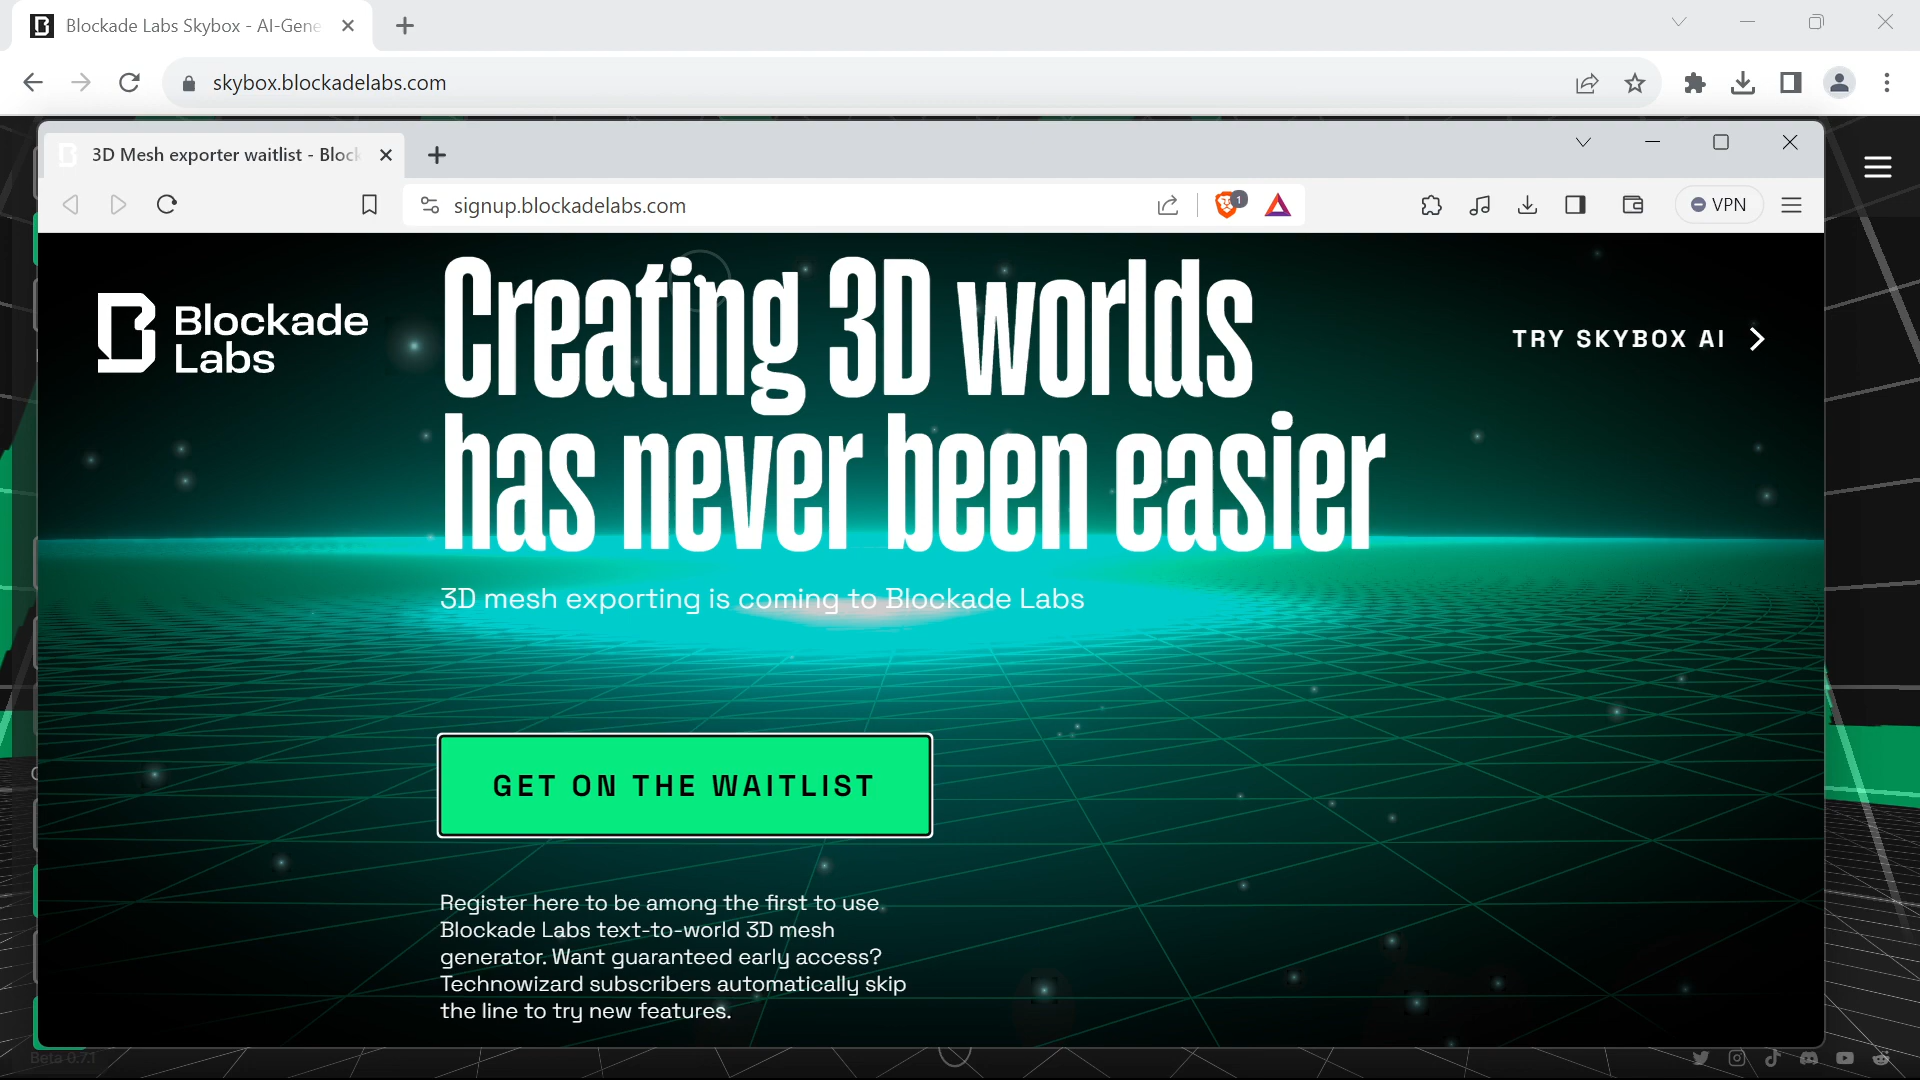 Blockade Labs Skybox - AI-Gene
skybox.blockadelabs.com
3D Mesh exporter waitlist - Block
signup.blockadelabs.com
1
VPN
Blockade
Labs
Creating 3D worlds
has never been easier
TRY SKYBOX AI
3D mesh exporting is coming to Blockade Labs
GET ON THE WAITLIST
Register here to be among the first to use
Blockade Labs text-to-world 3D mesh
generator. Want guaranteed early access?
Technowizard subscribers automatically skip
the line to try new features.
Beta 0.7.1